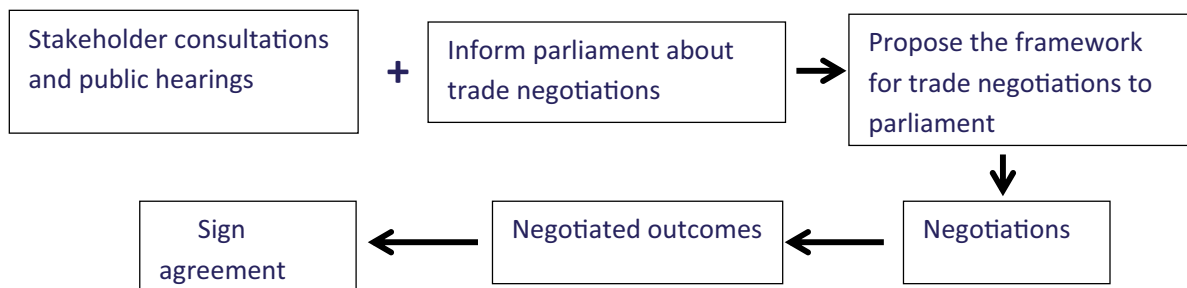 Stakeholder consultations
and public hearings
+
Inform parliament about
trade negotiations
Propose the framework
for trade negotiations to
parliament
Negotiations
Negotiated outcomes
Sign
agreement